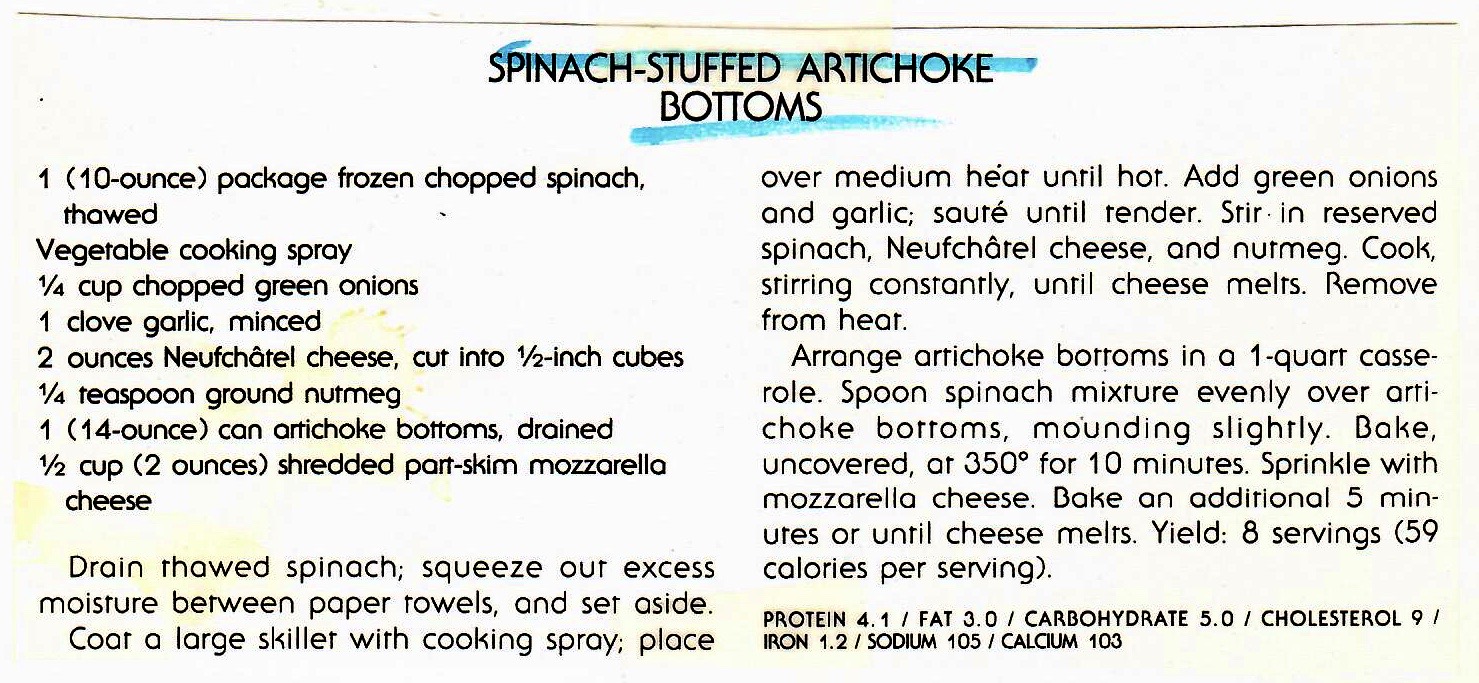 SPINACH-STUFFED ARTICHOKE
BOTTOMS
1 (10-ounce) package frozen chopped spinach,
thawed
Vegetable cooking spray
¼ cup chopped green onions
1 clove garlic, minced
2 ounces Neufchâtel cheese, cut into ½-inch cubes
¼ teaspoon ground nutmeg
1 (14-ounce) can artichoke bottoms, drained
½ cup (2 ounces) shredded part-skim mozzarella
cheese
Drain thawed spinach; squeeze out excess
moisture between paper towels, and set aside.
Coat a large skillet with cooking spray; place
over medium heat until hot. Add green onions
and garlic; sauté until tender. Stir in reserved
spinach, Neufchâtel cheese, and nutmeg. Cook,
stirring constantly, until cheese melts. Remove
from heat.
Arrange artichoke bottoms in a 1-quart casse-
role. Spoon spinach mixture evenly over arti-
choke bottoms, mounding slightly. Bake,
uncovered, at 350° for 10 minutes. Sprinkle with
mozzarella cheese. Bake an additional 5 min-
utes or until cheese melts. Yield: 8 servings (59
calories per serving).
PROTEIN 4.1 / FAT 3.0 / CARBOHYDRATE 5.0 / CHOLESTEROL 9 /
IRON 1.2 / SODIUM 105 / CALCIUM 103